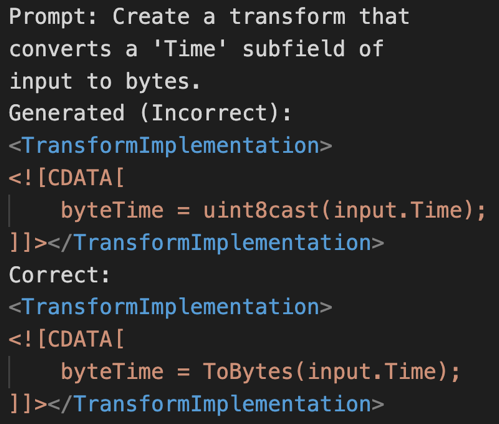 Prompt: Create a transform that
converts a 'Time' subfield of
input to bytes.
Generated (Incorrect):
<TransformImplementation>
<![CDATA[
    byteTime = uint8cast(input.Time);
]]></TransformImplementation>
Correct:
<TransformImplementation>
<![CDATA[
    byteTime = ToBytes(input.Time);
]]></TransformImplementation>